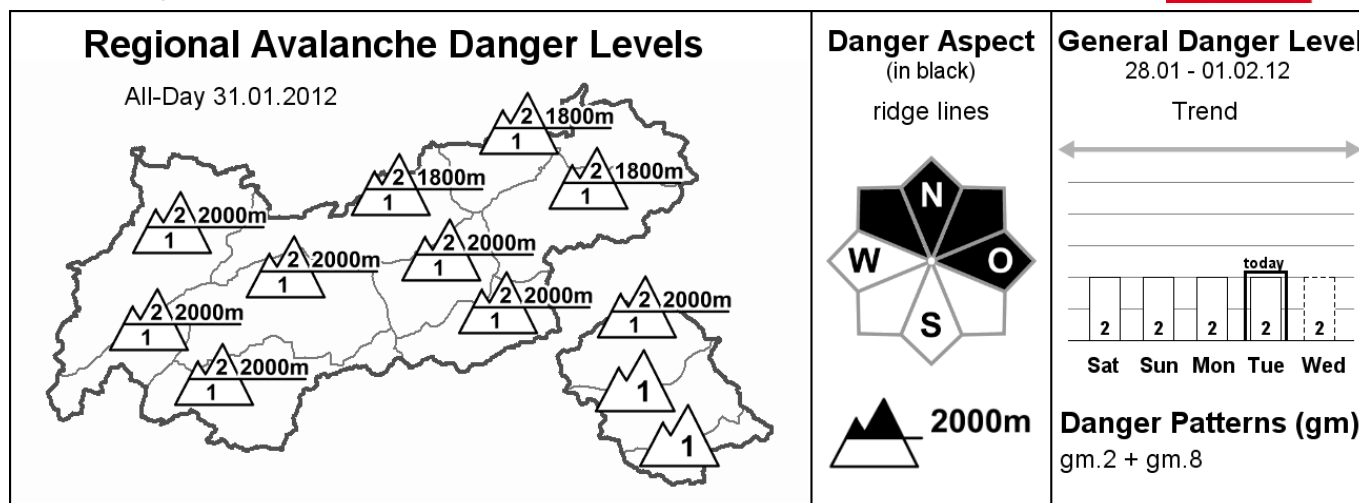 Regional Avalanche Danger Levels
All-Day 31.01.2012
2 1800m
1
2 1800m
1
2 1800m
1
2 2000m
1
2 2000m
1
2 2000m
1
2 2000m
1
2 2000m
1
2 2000m
1
2 2000m
1
1
1
Danger Aspect
(in black)
ridge lines
N
W O
S
2000m
General Danger Level
28.01 - 01.02.12
Trend
today
2 2 2 2 2
Sat Sun Mon Tue Wed
Danger Patterns (gm)
gm.2 + gm.8